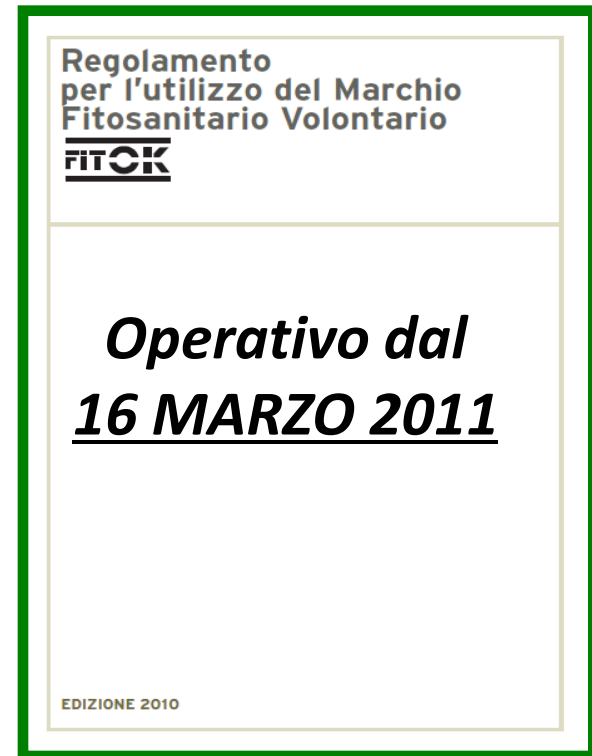 Regolamento
per l'utilizzo del Marchio
Fitosanitario Volontario
FITOK
Operativo dal
16 MARZO 2011
EDIZIONE 2010